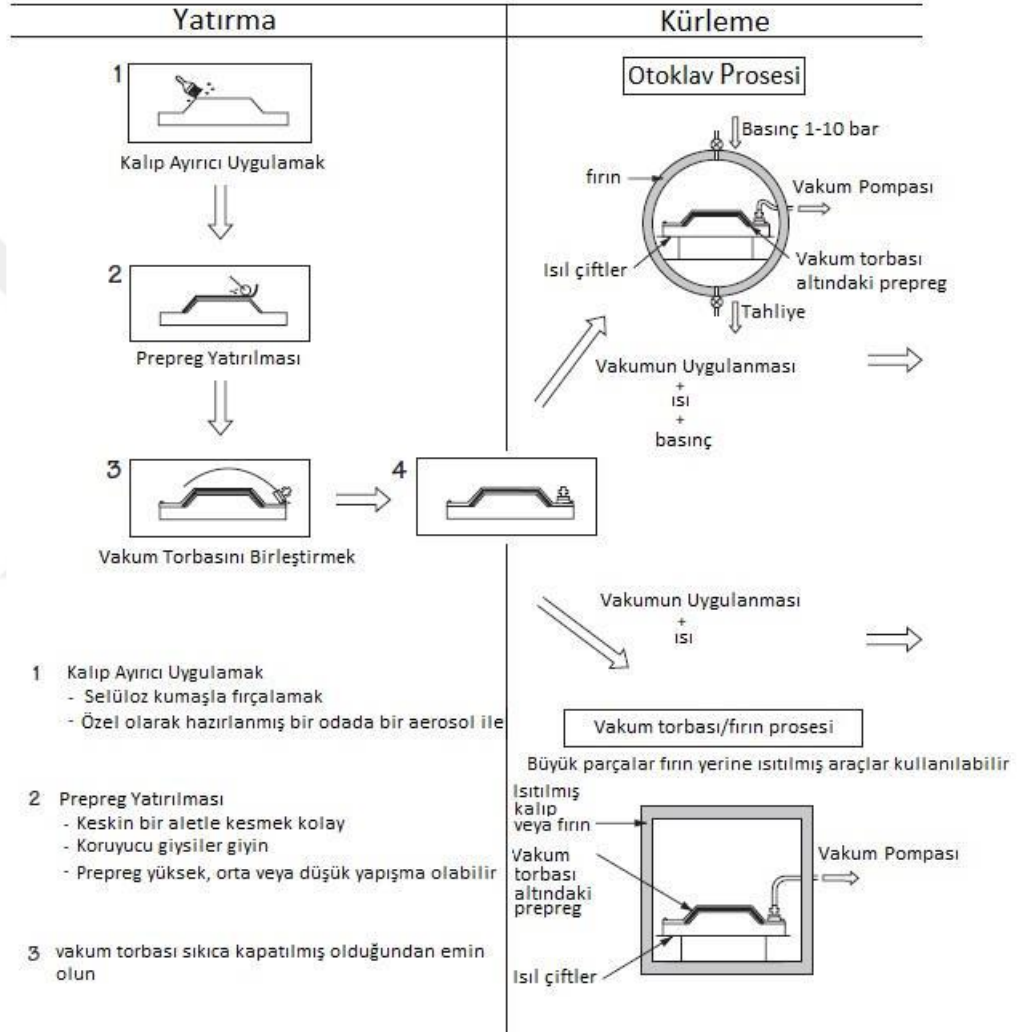 Yatırma
1
Kalıp Ayırıcı Uygulamak
2
Prepreg Yatırılması
3
Vakum Torbasını Birleştirmek
4
1 Kalıp Ayırıcı Uygulamak
- Selüloz kumaşla fırçalamak
- Özel olarak hazırlanmış bir odada bir aerosol ile
2 Prepreg Yatırılması
- Keskin bir aletle kesmek kolay
- Koruyucu giysiler giyin
- Prepreg yüksek, orta veya düşük yapışma olabilir
3 vakum torbası sıkıca kapatılmış olduğundan emin
olun
Kürleme
Otoklav Prosesi
Basınç 1-10 bar
fırın
Vakum Pompası
Isıl çiftler
Vakum torbası
altındaki prepreg
Tahliye
Vakumun Uygulanması
+
ısı
+
basınç
Vakumun Uygulanması
+
ısı
Vakum torbası/fırın prosesi
Büyük parçalar fırın yerine ısıtılmış araçlar kullanılabilir
Isıtılmış
kalıp
veya fırın
Vakum
torbası
altındaki
prepreg
Vakum Pompası
Isıl çiftler